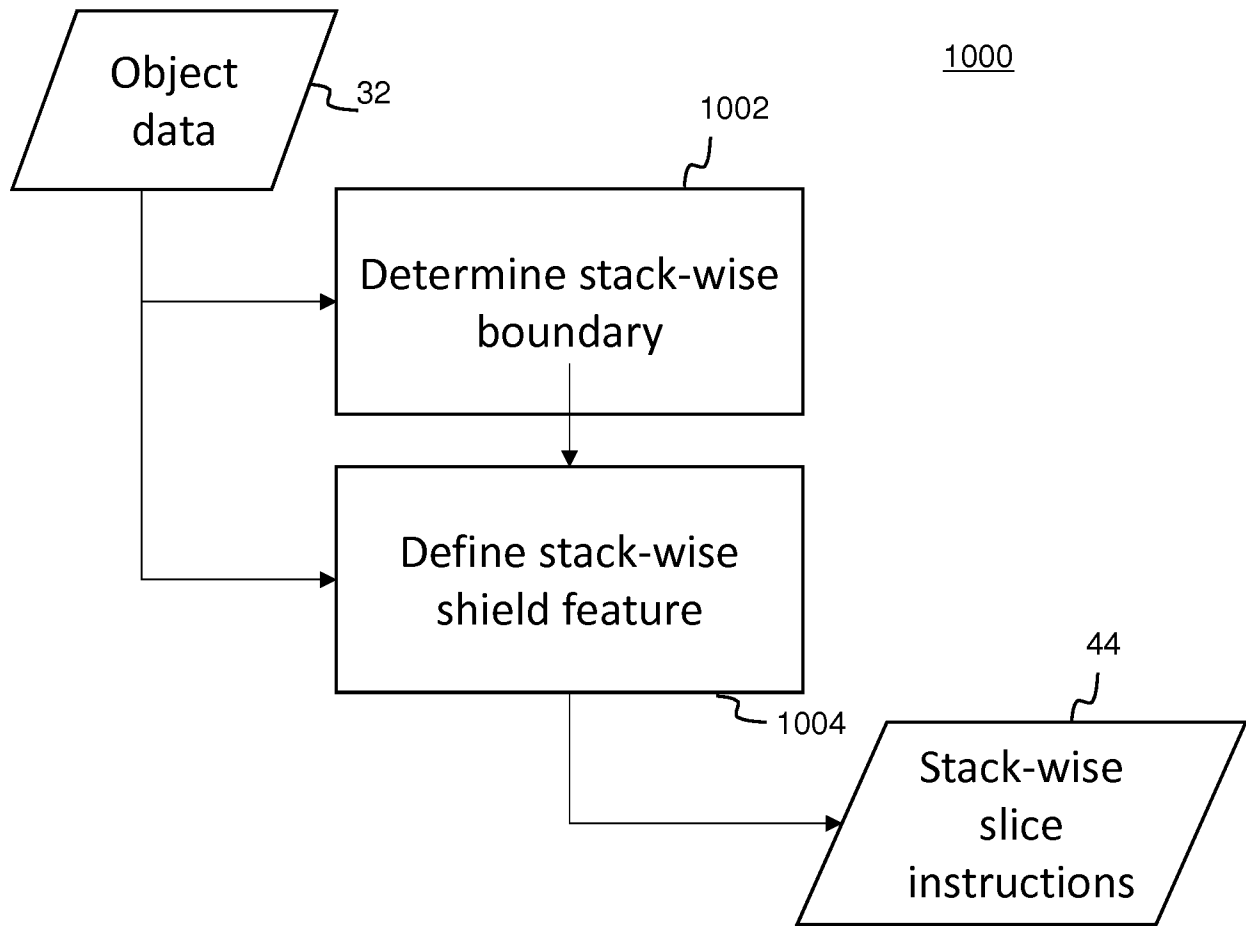 Object
data
32
1000
1002
Determine stack-wise
boundary
Define stack-wise
shield feature
1004
44
Stack-wise
slice
instructions